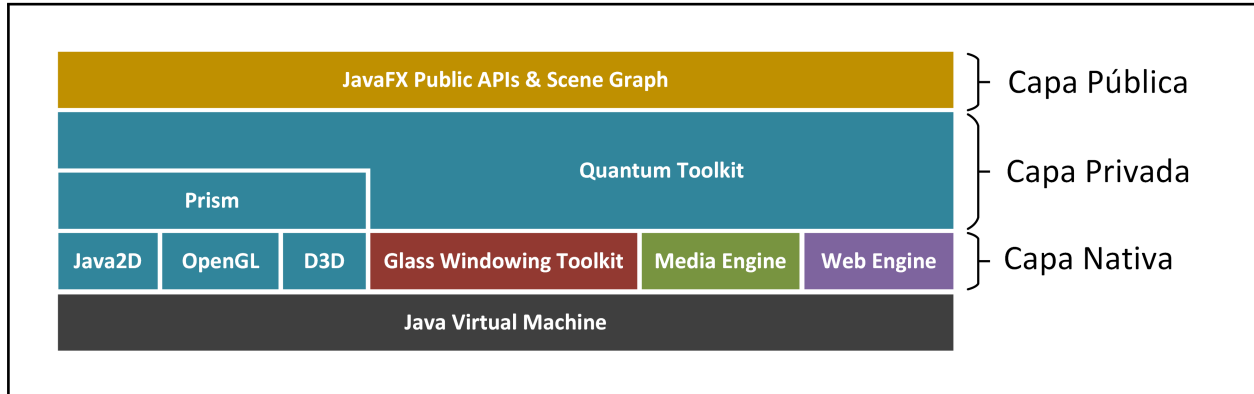 JavaFX Public APIs & Scene Graph
Capa Pública
Quantum Toolkit
Capa Privada
Prism
Java2D
OpenGL
D3D
Glass Windowing Toolkit
Media Engine
Web Engine
Capa Nativa
Java Virtual Machine